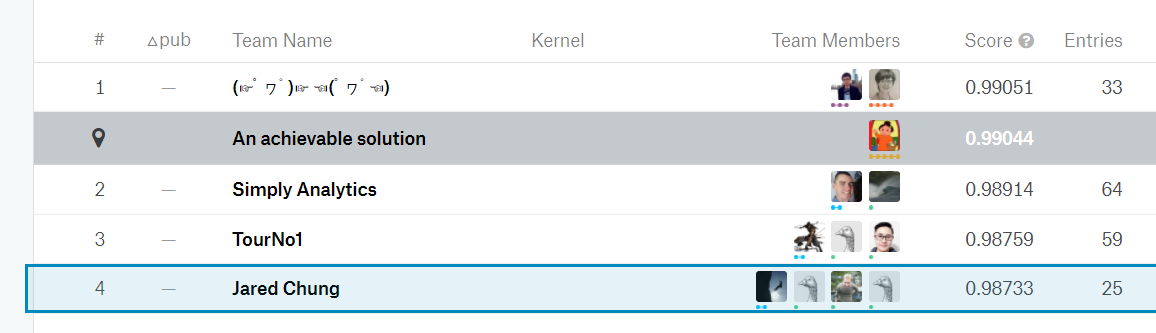 # △pub Team Name Kernel Team Members Score ? Entries
1 — (☞ﾟヮﾟ)☞ ☜(ﾟヮﾟ☜) 0.99051 33
An achievable solution 0.99044
2 — Simply Analytics 0.98914 64
3 — TourNo1 0.98759 59
4 — Jared Chung 0.98733 25